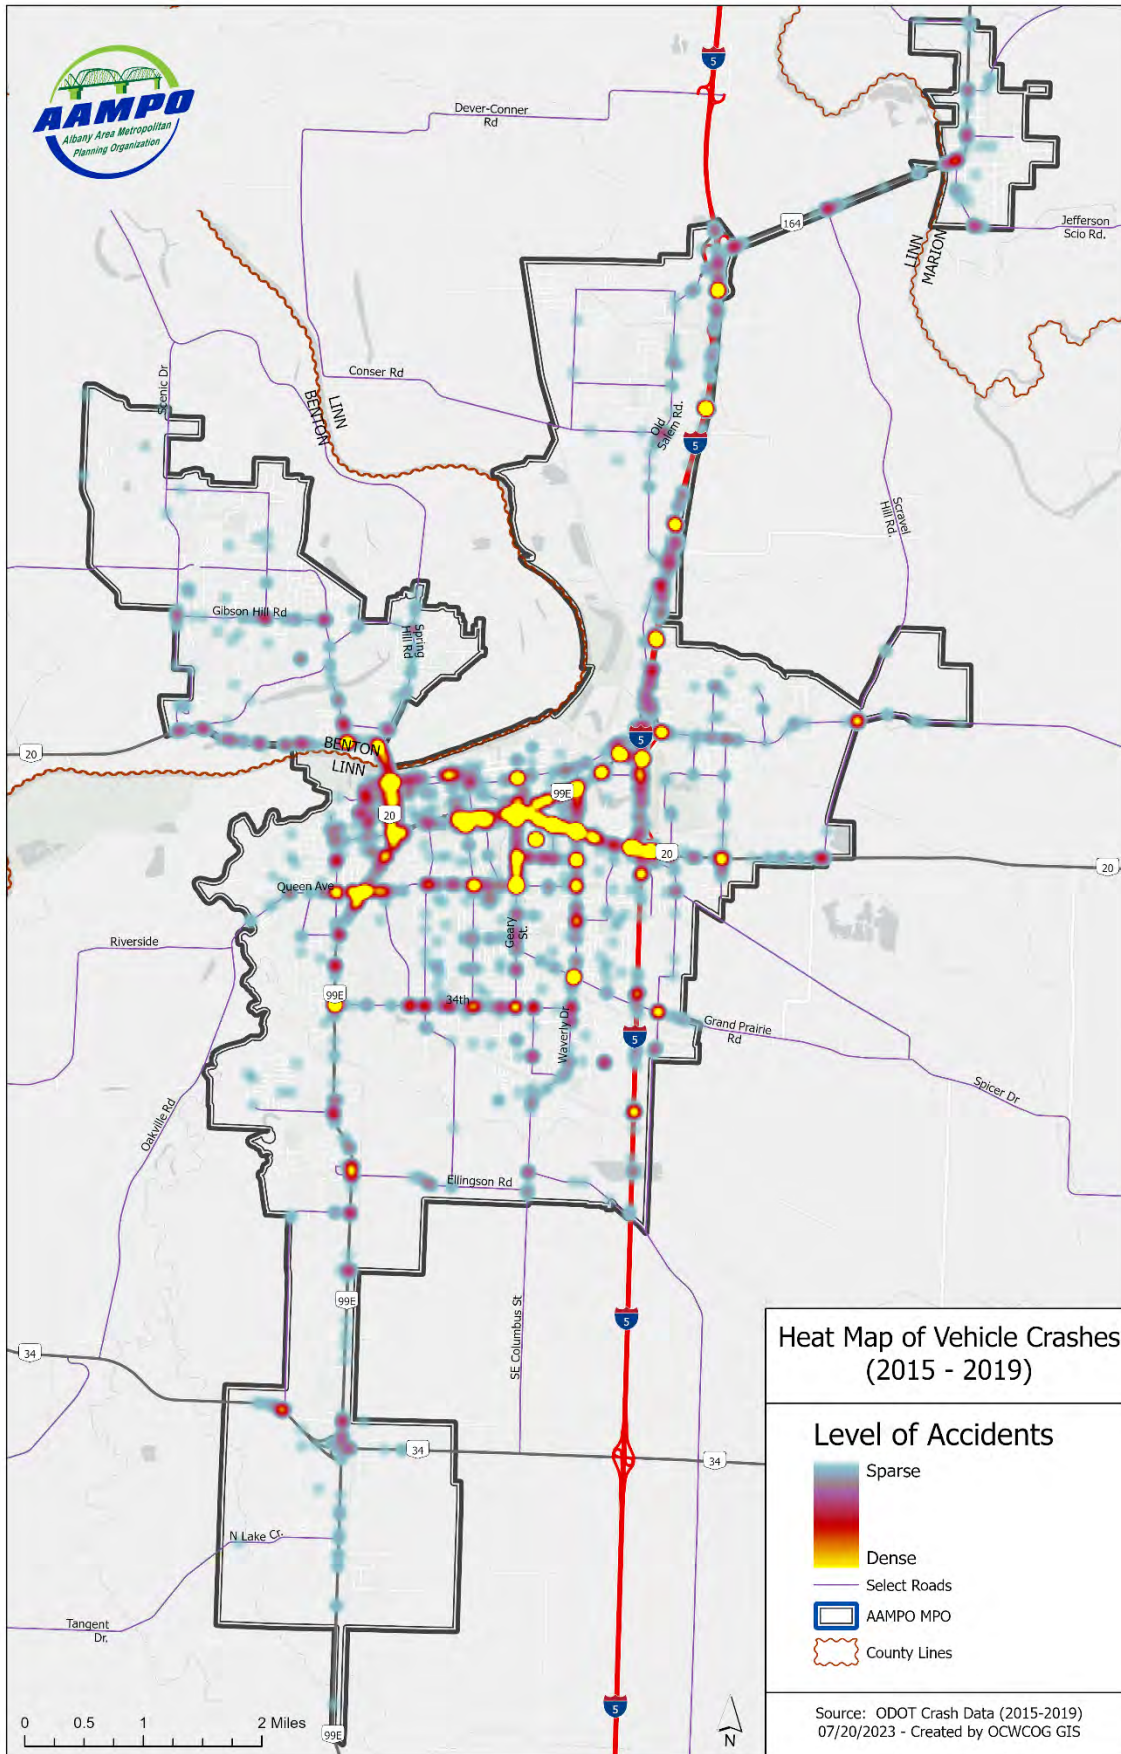 AAMPO
Albany Area Metropolitan
Planning Organization
5
Dever-Conner
Rd
164
Jefferson
Scio Rd.
LINN
MARION
Scenic Dr
Conser Rd
LINN
BENTON
Old
Salem Rd.
5
Scravel
Hill Rd.
Gibson Hill Rd
Spring
Hill Rd
20
BENTON
LINN
5
99E
20
20
20
Queen Ave
Geary
St.
Riverside
99E
34th
Waverly Dr.
5
Grand Prairie
Rd
Spicer Dr
Oakville Rd
Ellingson Rd
99E
SE Columbus St
5
34
34
34
N Lake Cr.
Tangent
Dr.
5
99E
0 0.5 1 2 Miles
N
Heat Map of Vehicle Crashes
(2015 - 2019)
Level of Accidents
Sparse
Dense
Select Roads
AAMPO MPO
County Lines
Source: ODOT Crash Data (2015-2019)
07/20/2023 - Created by OCWCOG GIS